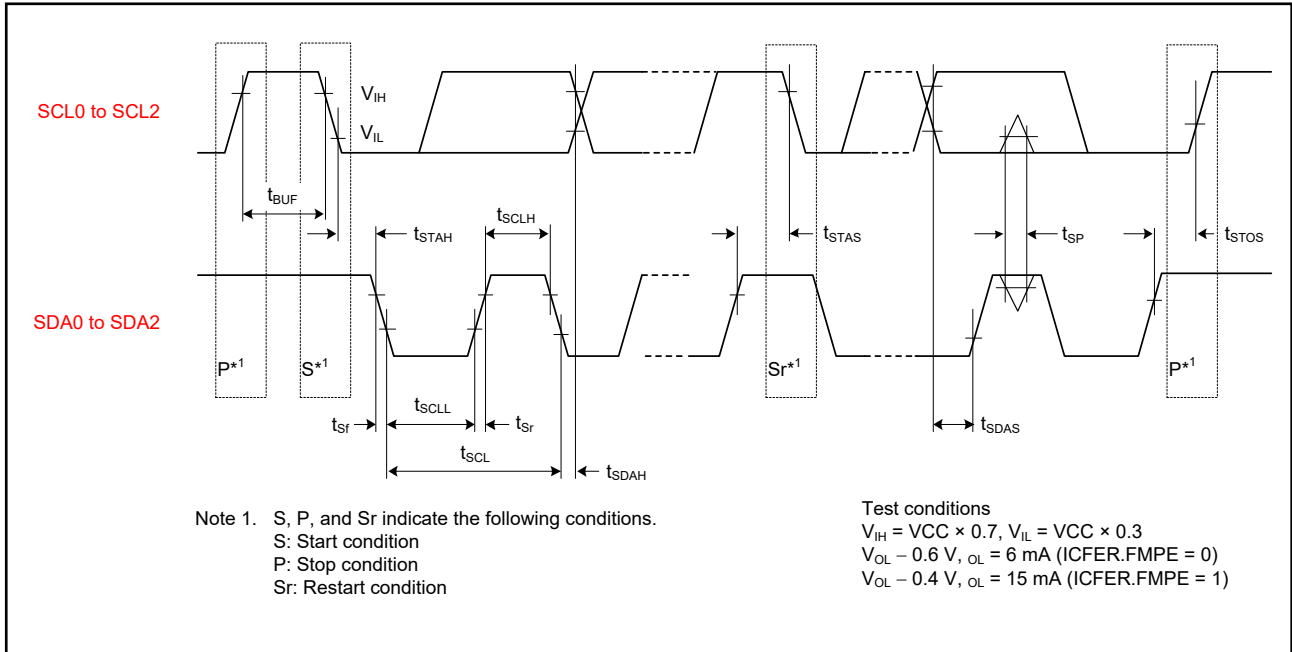 SCL0 to SCL2
VIH
VIL
tBUF
tSTAH
tSCLH
tSTAS
tSP
tSTOS
SDA0 to SDA2
P*1
S*1
Sr*1
P*1
tSf
tSCLL
tSr
tSDAS
tSCL
tSDAH
Note 1. S, P, and Sr indicate the following conditions.
S: Start condition
P: Stop condition
Sr: Restart condition
Test conditions
VIH = VCC × 0.7, VIL = VCC × 0.3
VOL – 0.6 V, OL = 6 mA (ICFER.FMPE = 0)
VOL – 0.4 V, OL = 15 mA (ICFER.FMPE = 1)